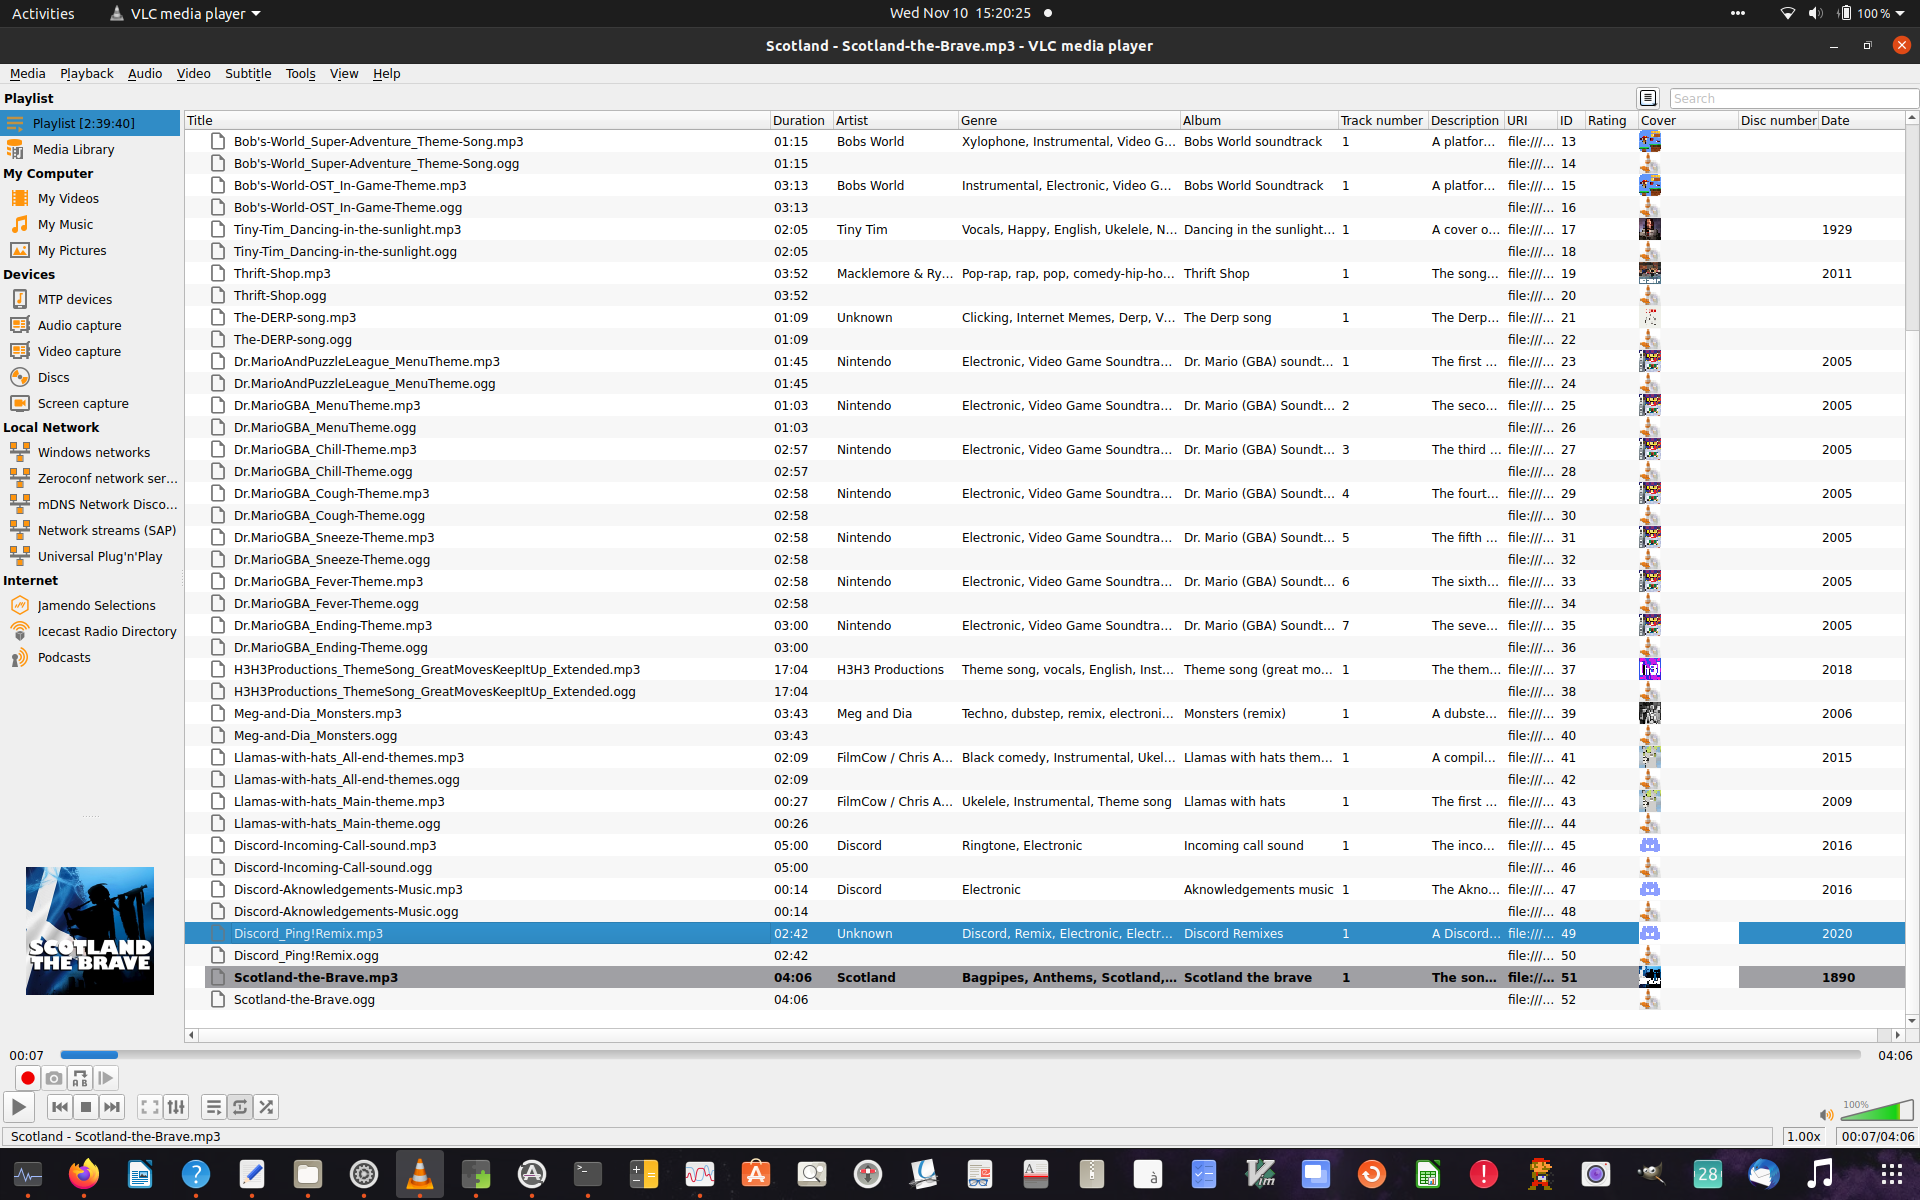 Activities VLC media player Wed Nov 10 15:20:25 100 %
Scotland - Scotland-the-Brave.mp3 - VLC media player
Media Playback Audio Video Subtitle Tools View Help
Playlist
Search
Playlist [2:39:40]
Media Library
My Computer
My Videos
My Music
My Pictures
Devices
MTP devices
Audio capture
Video capture
Discs
Screen capture
Local Network
Windows networks
Zeroconf network ser...
mDNS Network Disco...
Network streams (SAP)
Universal Plug'n'Play
Internet
Jamendo Selections
Icecast Radio Directory
Podcasts
SCOTLAND
THE BRAVE
Title Duration Artist Genre Album Track number Description URI ID Rating Cover Disc number Date
Bob's-World_Super-Adventure_Theme-Song.mp3 01:15 Bobs World Xylophone, Instrumental, Video G... Bobs World soundtrack 1 A platfor... file:///... 13
Bob's-World_Super-Adventure_Theme-Song.ogg 01:15 file:///... 14
Bob's-World-OST_In-Game-Theme.mp3 03:13 Bobs World Instrumental, Electronic, Video G... Bobs World Soundtrack 1 A platfor... file:///... 15
Bob's-World-OST_In-Game-Theme.ogg 03:13 file:///... 16
Tiny-Tim_Dancing-in-the-sunlight.mp3 02:05 Tiny Tim Vocals, Happy, English, Ukelele, N... Dancing in the sunlight... 1 A cover o... file:///... 17 1929
Tiny-Tim_Dancing-in-the-sunlight.ogg 02:05 file:///... 18
Thrift-Shop.mp3 03:52 Macklemore & Ry... Pop-rap, rap, pop, comedy-hip-ho... Thrift Shop 1 The song... file:///... 19 2011
Thrift-Shop.ogg 03:52 file:///... 20
The-DERP-song.mp3 01:09 Unknown Clicking, Internet Memes, Derp, V... The Derp song 1 The Derp... file:///... 21
The-DERP-song.ogg 01:09 file:///... 22
Dr.MarioAndPuzzleLeague_MenuTheme.mp3 01:45 Nintendo Electronic, Video Game Soundtra... Dr. Mario (GBA) soundt... 1 The first ... file:///... 23 2005
Dr.MarioAndPuzzleLeague_MenuTheme.ogg 01:45 file:///... 24
Dr.MarioGBA_MenuTheme.mp3 01:03 Nintendo Electronic, Video Game Soundtra... Dr. Mario (GBA) Soundt... 2 The seco... file:///... 25 2005
Dr.MarioGBA_MenuTheme.ogg 01:03 file:///... 26
Dr.MarioGBA_Chill-Theme.mp3 02:57 Nintendo Electronic, Video Game Soundtra... Dr. Mario (GBA) Soundt... 3 The third ... file:///... 27 2005
Dr.MarioGBA_Chill-Theme.ogg 02:57 file:///... 28
Dr.MarioGBA_Cough-Theme.mp3 02:58 Nintendo Electronic, Video Game Soundtra... Dr. Mario (GBA) Soundt... 4 The fourt... file:///... 29 2005
Dr.MarioGBA_Cough-Theme.ogg 02:58 file:///... 30
Dr.MarioGBA_Sneeze-Theme.mp3 02:58 Nintendo Electronic, Video Game Soundtra... Dr. Mario (GBA) Soundt... 5 The fifth ... file:///... 31 2005
Dr.MarioGBA_Sneeze-Theme.ogg 02:58 file:///... 32
Dr.MarioGBA_Fever-Theme.mp3 02:58 Nintendo Electronic, Video Game Soundtra... Dr. Mario (GBA) Soundt... 6 The sixth... file:///... 33 2005
Dr.MarioGBA_Fever-Theme.ogg 02:58 file:///... 34
Dr.MarioGBA_Ending-Theme.mp3 03:00 Nintendo Electronic, Video Game Soundtra... Dr. Mario (GBA) Soundt... 7 The seve... file:///... 35 2005
Dr.MarioGBA_Ending-Theme.ogg 03:00 file:///... 36
H3H3Productions_ThemeSong_GreatMovesKeepItUp_Extended.mp3 17:04 H3H3 Productions Theme song, vocals, English, Inst... Theme song (great mo... 1 The them... file:///... 37 2018
H3H3Productions_ThemeSong_GreatMovesKeepItUp_Extended.ogg 17:04 file:///... 38
Meg-and-Dia_Monsters.mp3 03:43 Meg and Dia Techno, dubstep, remix, electroni... Monsters (remix) 1 A dubste... file:///... 39 2006
Meg-and-Dia_Monsters.ogg 03:43 file:///... 40
Llamas-with-hats_All-end-themes.mp3 02:09 FilmCow / Chris A... Black comedy, Instrumental, Ukel... Llamas with hats them... 1 A compil... file:///... 41 2015
Llamas-with-hats_All-end-themes.ogg 02:09 file:///... 42
Llamas-with-hats_Main-theme.mp3 00:27 FilmCow / Chris A... Ukelele, Instrumental, Theme song Llamas with hats 1 The first ... file:///... 43 2009
Llamas-with-hats_Main-theme.ogg 00:26 file:///... 44
Discord-Incoming-Call-sound.mp3 05:00 Discord Ringtone, Electronic Incoming call sound 1 The inco... file:///... 45 2016
Discord-Incoming-Call-sound.ogg 05:00 file:///... 46
Discord-Aknowledgements-Music.mp3 00:14 Discord Electronic Aknowledgements music 1 The Akno... file:///... 47 2016
Discord-Aknowledgements-Music.ogg 00:14 file:///... 48
Discord_Ping!Remix.mp3 02:42 Unknown Discord, Remix, Electronic, Electr... Discord Remixes 1 A Discord... file:///... 49 2020
Discord_Ping!Remix.ogg 02:42 file:///... 50
Scotland-the-Brave.mp3 04:06 Scotland Bagpipes, Anthems, Scotland,... Scotland the brave 1 The son... file:///... 51 1890
Scotland-the-Brave.ogg 04:06 file:///... 52
00:07 04:06
A B
100%
Scotland - Scotland-the-Brave.mp3 1.00x 00:07/04:06
28